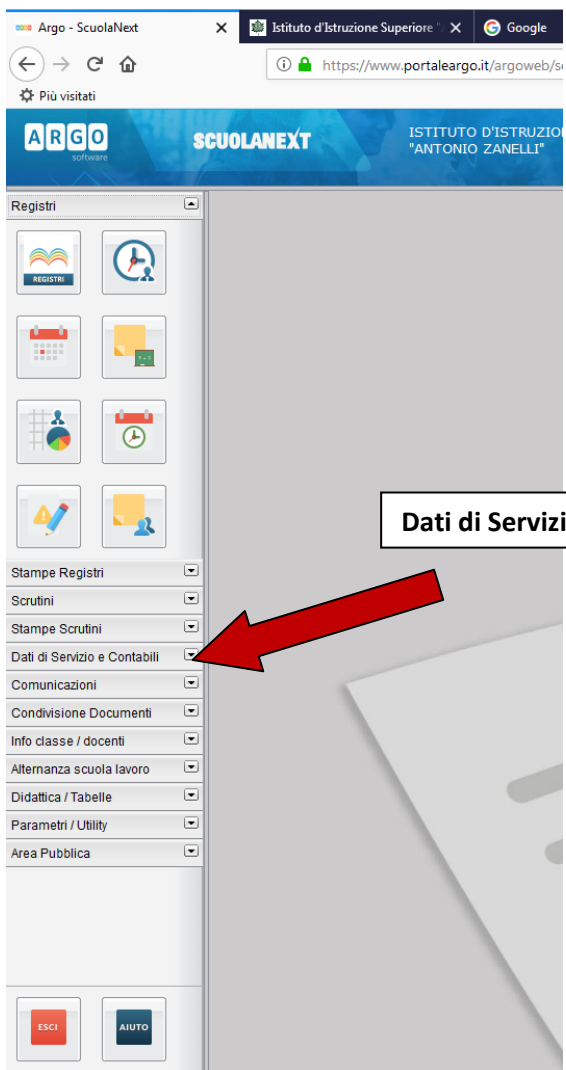 Argo - ScuolaNext
Istituto d'Istruzione Superiore "
Google
https://www.portaleargo.it/argoweb/s
Più visitati
ARGO
software
SCUOLANEXT
ISTITUTO D'ISTRUZION
"ANTONIO ZANELLI"
Registri
REGISTRI
Dati di Servizi
Stampe Registri
Scrutini
Stampe Scrutini
Dati di Servizio e Contabili
Comunicazioni
Condivisione Documenti
Info classe / docenti
Alternanza scuola lavoro
Didattica / Tabelle
Parametri / Utility
Area Pubblica
ESCI
AIUTO